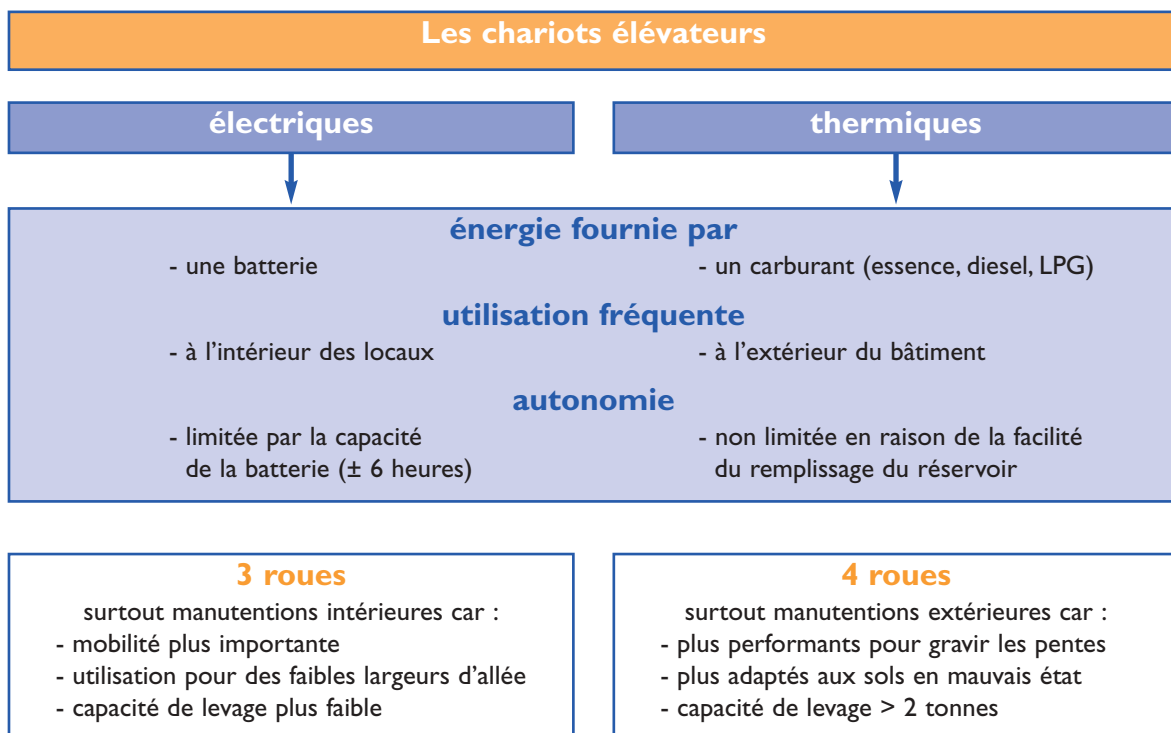 Les chariots élévateurs
électriques
thermiques
énergie fournie par
- une batterie
- un carburant (essence, diesel, LPG)
utilisation fréquente
- à l’intérieur des locaux
- à l’extérieur du bâtiment
autonomie
- limitée par la capacité
de la batterie (± 6 heures)
- non limitée en raison de la facilité
du remplissage du réservoir
3 roues
surtout manutentions intérieures car :
- mobilité plus importante
- utilisation pour des faibles largeurs d’allée
- capacité de levage plus faible
4 roues
surtout manutentions extérieures car :
- plus performants pour gravir les pentes
- plus adaptés aux sols en mauvais état
- capacité de levage > 2 tonnes